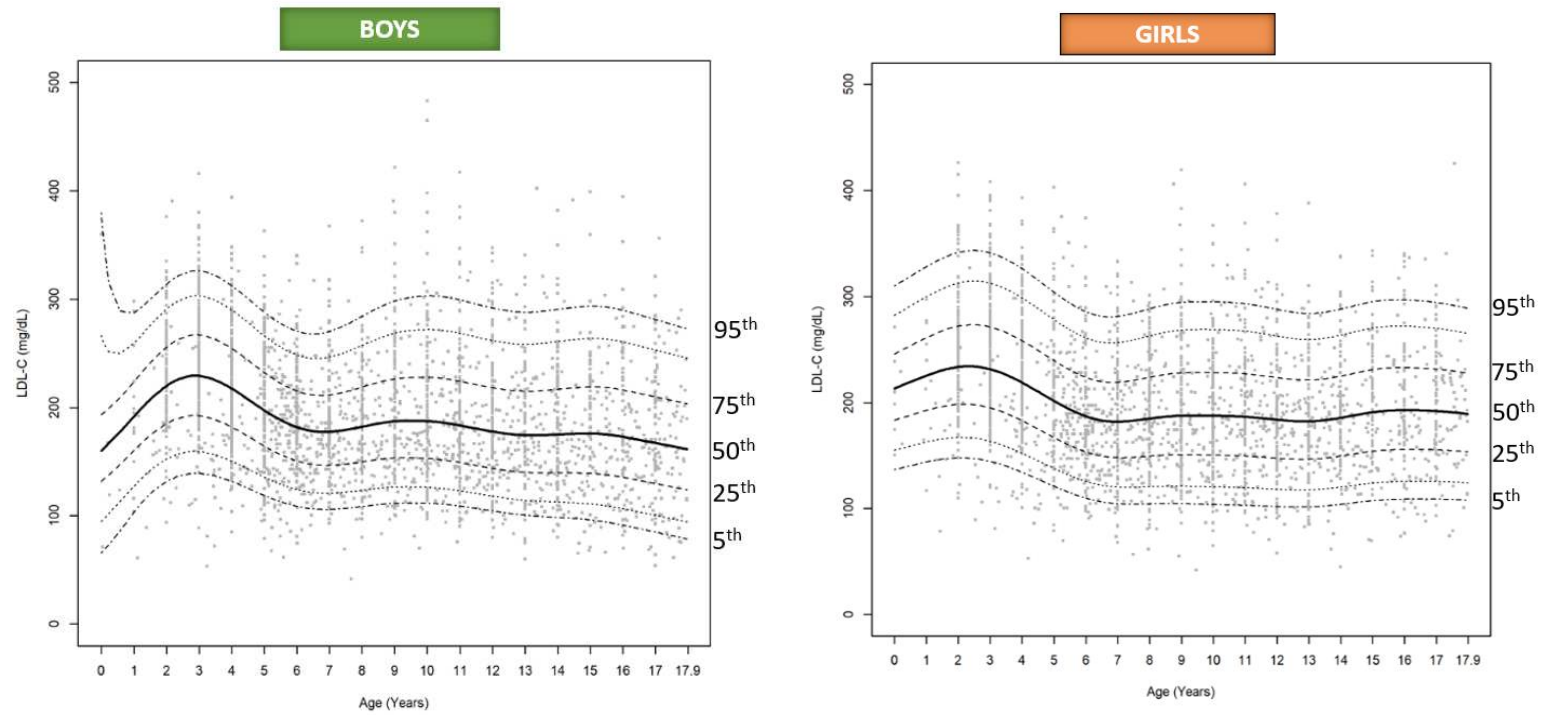 BOYS
500
400
300
200
100
0
LDL-C (mg/dL)
95th
75th
50th
25th
5th
0 1 2 3 4 5 6 7 8 9 10 11 12 13 14 15 16 17 17.9
Age (Years)
GIRLS
500
400
300
200
100
0
LDL-C (mg/dL)
95th
75th
50th
25th
5th
0 1 2 3 4 5 6 7 8 9 10 11 12 13 14 15 16 17 17.9
Age (Years)